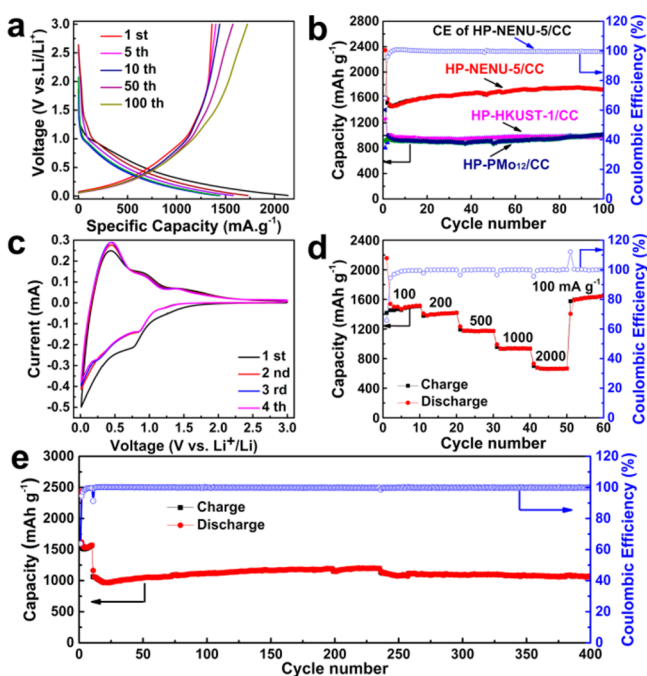 a
Voltage (V vs.Li/Li⁺)
3.0
2.5
2.0
1.5
1.0
0.5
0.0
1 st
5 th
10 th
50 th
100 th
0 500 1000 1500 2000
Specific Capacity (mA.g⁻¹)
b
Capacity (mAh g⁻¹)
2800
2400
2000
1600
1200
800
400
0
CE of HP-NENU-5/CC
HP-NENU-5/CC
HP-HKUST-1/CC
HP-PMo₁₂/CC
120
100
80
60
40
20
0
Coulombic Efficiency (%)
0 20 40 60 80 100
Cycle number
c
Current (mA)
0.3
0.2
0.1
0.0
-0.1
-0.2
-0.3
-0.4
-0.5
1 st
2 nd
3 rd
4 th
0.0 0.5 1.0 1.5 2.0 2.5 3.0
Voltage (V vs. Li⁺/Li)
d
Capacity (mAh g⁻¹)
2400
2000
1600
1200
800
400
0
100
200
500
1000
2000
100 mA g⁻¹
Charge
Discharge
120
100
80
60
40
20
0
Coulombic Efficiency (%)
0 10 20 30 40 50 60
Cycle number
e
Capacity (mAh g⁻¹)
3000
2500
2000
1500
1000
500
0
Charge
Discharge
120
100
80
60
40
20
0
Coulombic Efficiency (%)
0 50 100 150 200 250 300 350 400
Cycle number